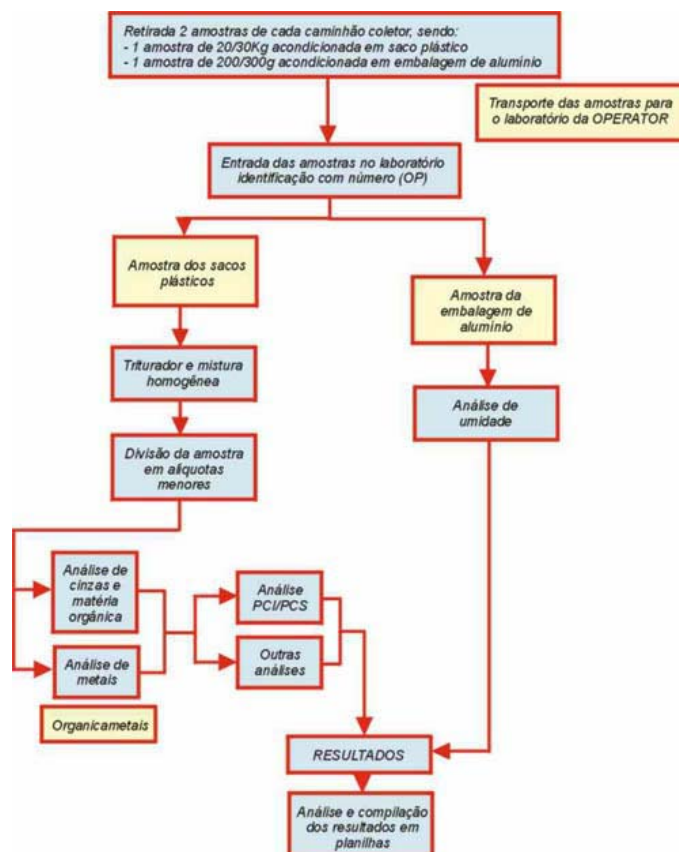 Retirada 2 amostras de cada caminhão coletor, sendo:
- 1 amostra de 20/30Kg acondicionada em saco plástico
- 1 amostra de 200/300g acondicionada em embalagem de alumínio
Transporte das amostras para
o laboratório da OPERATOR
Entrada das amostras no laboratório
identificação com número (OP)
Amostra dos sacos
plásticos
Amostra da
embalagem de
alumínio
Triturador e mistura
homogênea
Análise de
umidade
Divisão da amostra
em alíquotas
menores
Análise de
cinzas e
matéria
orgânica
Análise
PCI/PCS
Análise de
metais
Outras
análises
Organicametais
RESULTADOS
Análise e compilação
dos resultados em
planilhas